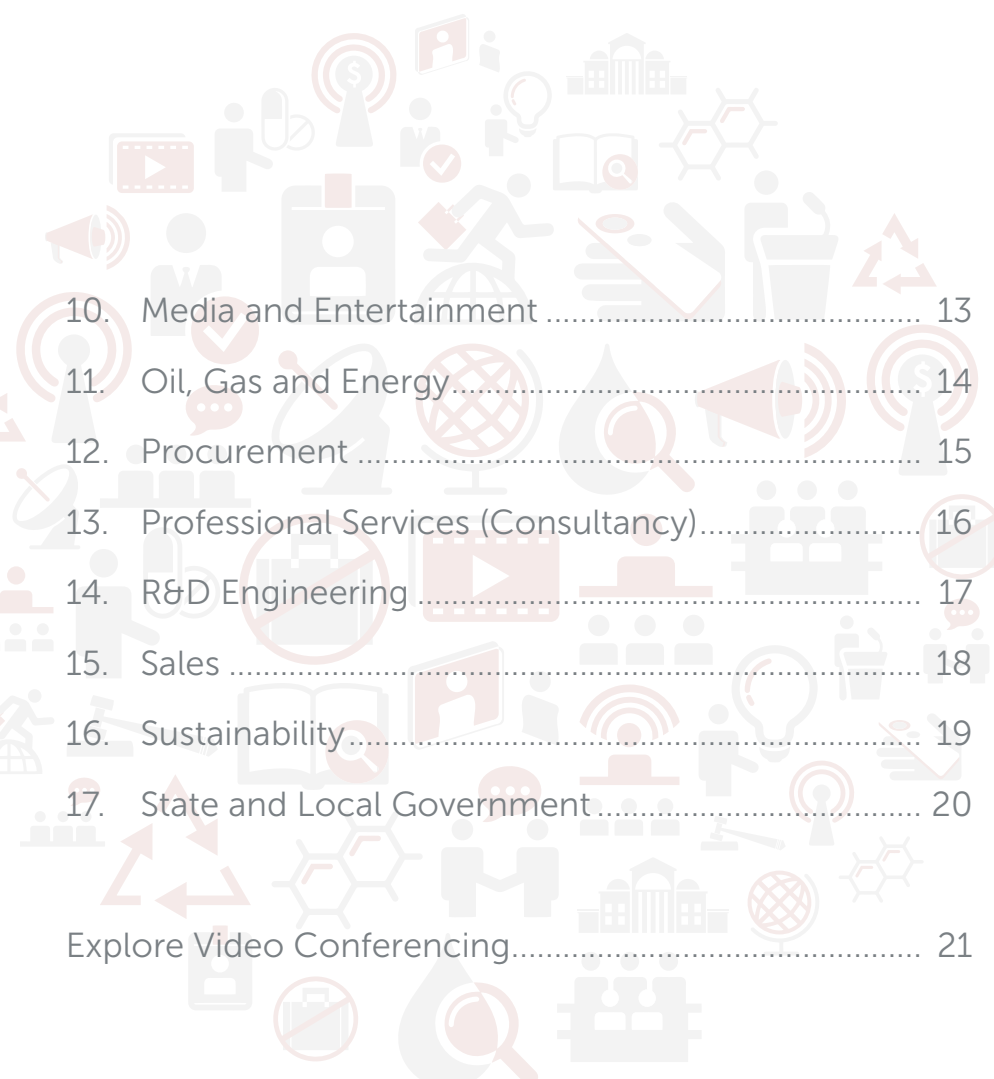 10. Media and Entertainment ............................................ 13
11. Oil, Gas and Energy....................................................... 14
12. Procurement .................................................................. 15
13. Professional Services (Consultancy).......................... 16
14. R&D Engineering ........................................................... 17
15. Sales ................................................................................. 18
16. Sustainability................................................................... 19
17. State and Local Government...................................... 20
Explore Video Conferencing................................................ 21